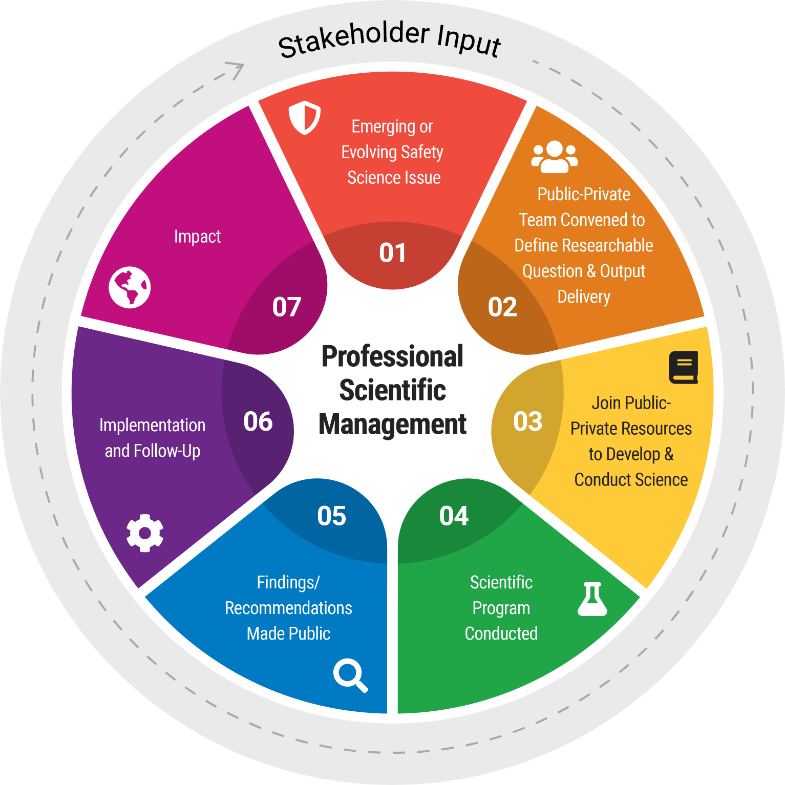 Stakeholder Input
Emerging or
Evolving Safety
Science Issue
01
Public-Private
Team Convened to
Define Researchable
Question & Output
Delivery
02
Join Public-
Private Resources
to Develop &
Conduct Science
03
Scientific
Program
Conducted
04
Findings/
Recommendations
Made Public
05
Implementation
and Follow-Up
06
Impact
07
Professional
Scientific
Management